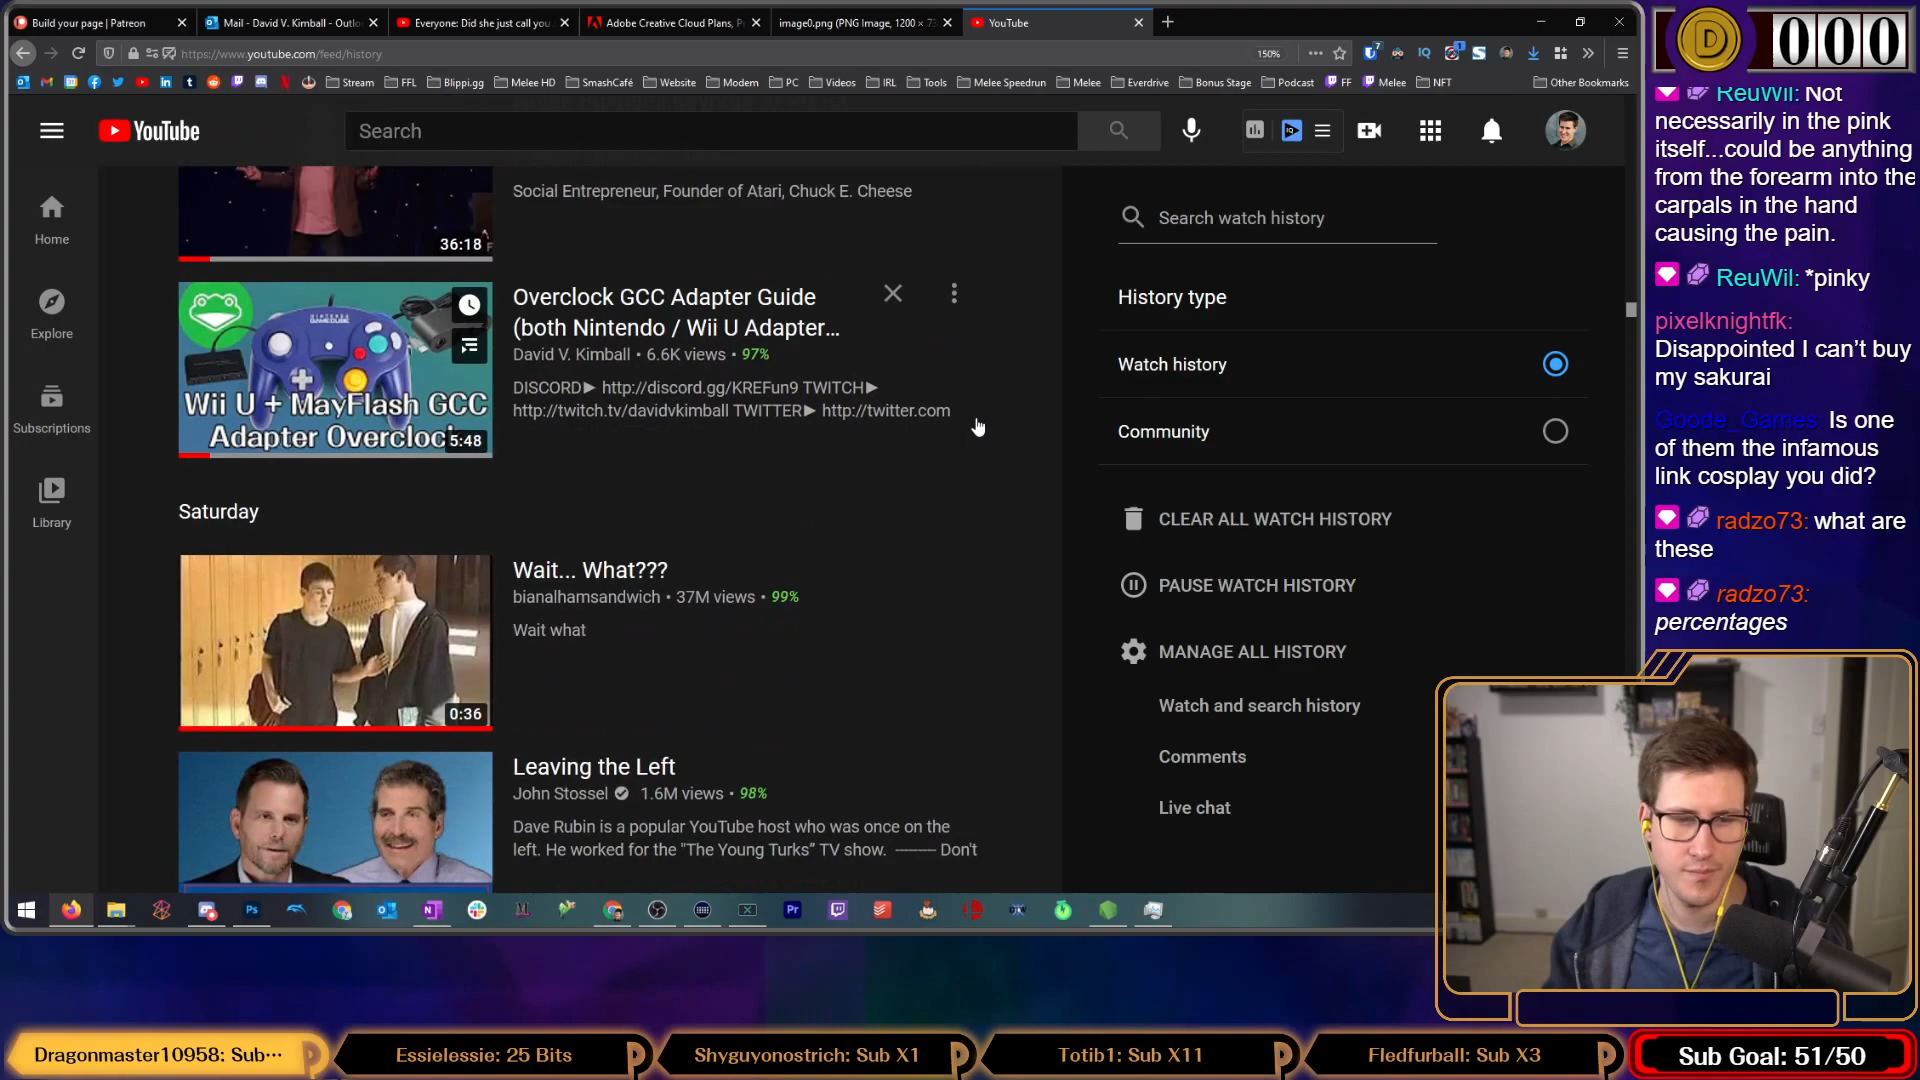 Build your page | Patreon
Mail - David V. Kimball - Outlo
Everyone: Did she just call you
Adobe Creative Cloud Plans, P
image0.png (PNG Image, 1200 × 73
YouTube
https://www.youtube.com/feed/history
150%
7
1
Stream
FFL
Blippi.gg
Melee HD
SmashCafé
Website
Modem
PC
Videos
IRL
Tools
Melee Speedrun
Melee
Everdrive
Bonus Stage
Podcast
FF
Melee
NFT
Other Bookmarks
YouTube
Search
Home
Explore
Subscriptions
Library
36:18
Social Entrepreneur, Founder of Atari, Chuck E. Cheese
Wii U + MayFlash GCC
Adapter Overcloc
5:48
Overclock GCC Adapter Guide
(both Nintendo / Wii U Adapter...
David V. Kimball • 6.6K views • 97%
DISCORD► http://discord.gg/KREFun9 TWITCH►
http://twitch.tv/davidvkimball TWITTER► http://twitter.com
Saturday
0:36
Wait... What???
bianalhamsandwich • 37M views • 99%
Wait what
Leaving the Left
John Stossel 1.6M views • 98%
Dave Rubin is a popular YouTube host who was once on the
left. He worked for the "The Young Turks” TV show. ---------- Don't
Search watch history
History type
Watch history
Community
CLEAR ALL WATCH HISTORY
PAUSE WATCH HISTORY
MANAGE ALL HISTORY
Watch and search history
Comments
Live chat
D 000
ReuWil: Not
necessarily in the pink
itself...could be anything
from the forearm into the
carpals in the hand
causing the pain.
ReuWil: *pinky
pixelknightfk:
Disappointed I can’t buy
my sakurai
Goode_Games: Is one
of them the infamous
link cosplay you did?
radzo73: what are
these
radzo73:
percentages
Dragonmaster10958: Sub···
Essielessie: 25 Bits
Shyguyonostrich: Sub X1
Totib1: Sub X11
Fledfurball: Sub X3
Sub Goal: 51/50